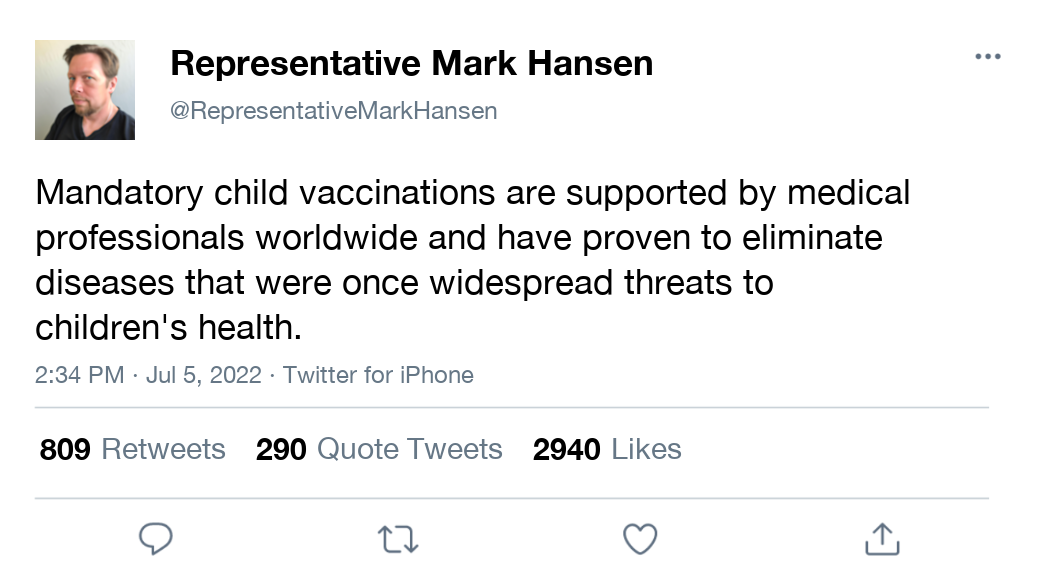 Representative Mark Hansen
@RepresentativeMarkHansen
Mandatory child vaccinations are supported by medical
professionals worldwide and have proven to eliminate
diseases that were once widespread threats to
children's health.
2:34 PM · Jul 5, 2022 · Twitter for iPhone
809 Retweets 290 Quote Tweets 2940 Likes